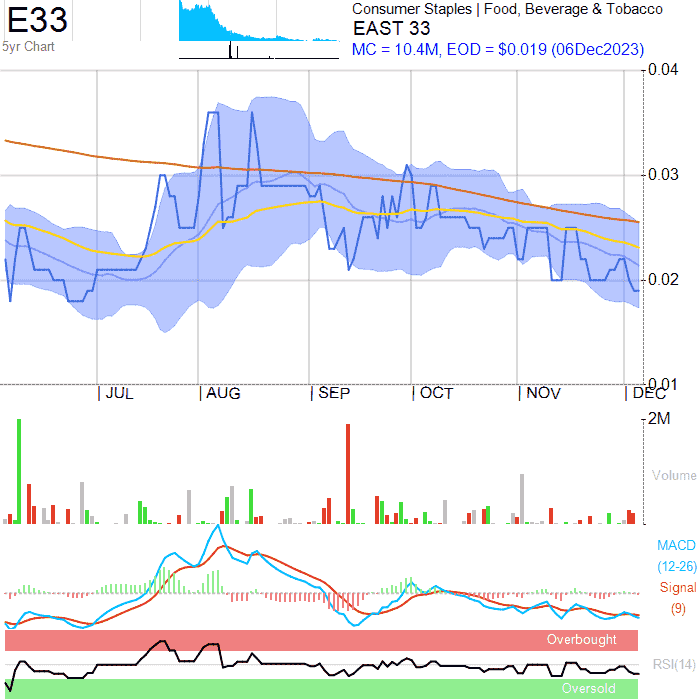 E33
5yr Chart
Consumer Staples | Food, Beverage & Tobacco
EAST 33
MC = 10.4M, EOD = $0.019 (06Dec2023)
0.04
0.03
0.02
0.01
JUL AUG SEP OCT NOV DEC
2M
Volume
MACD
(12-26)
Signal
(9)
Overbought
RSI(14)
Oversold